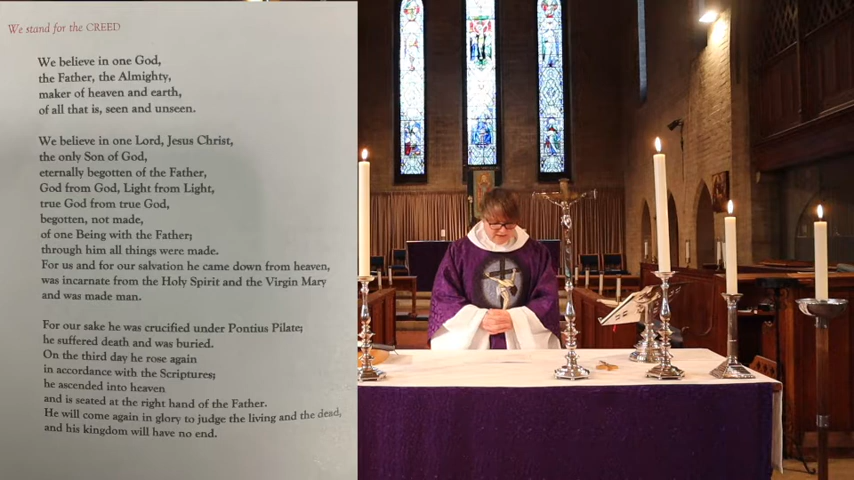 We stand for the CREED
We believe in one God,
the Father, the Almighty,
maker of heaven and earth,
of all that is, seen and unseen.
We believe in one Lord, Jesus Christ,
the only Son of God,
eternally begotten of the Father,
God from God, Light from Light,
true God from true God,
begotten, not made,
of one Being with the Father;
through him all things were made.
For us and for our salvation he came down from heaven,
was incarnate from the Holy Spirit and the Virgin Mary
and was made man.
For our sake he was crucified under Pontius Pilate;
he suffered death and was buried.
On the third day he rose again
in accordance with the Scriptures;
he ascended into heaven
and is seated at the right hand of the Father.
He will come again in glory to judge the living and the dead,
and his kingdom will have no end.